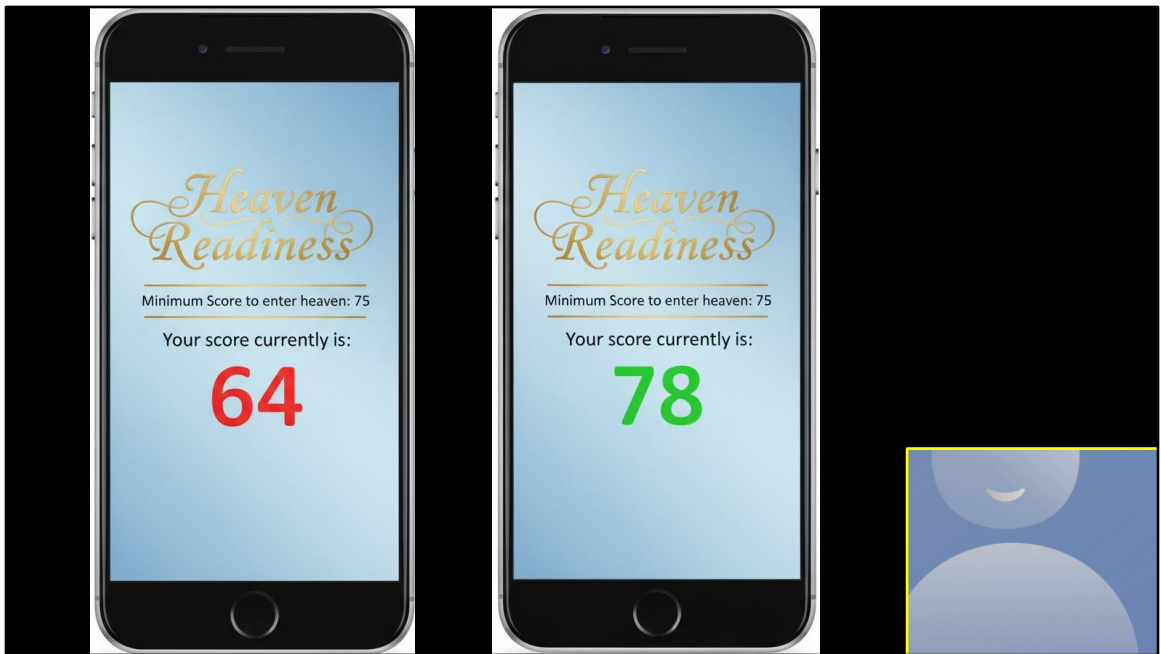 Heaven
Readiness
Minimum Score to enter heaven: 75
Your score currently is:
64
Heaven
Readiness
Minimum Score to enter heaven: 75
Your score currently is:
78